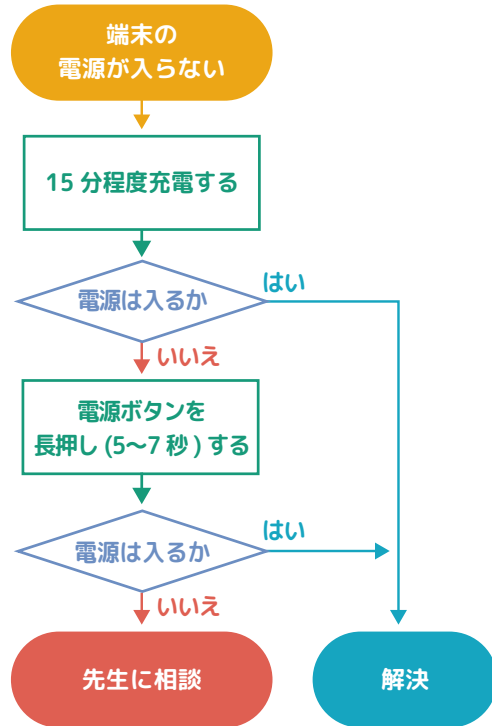 端末の
電源が入らない
15分程度充電する
電源は入るか
はい
いいえ
電源ボタンを
長押し(5～7秒)する
電源は入るか
はい
いいえ
先生に相談
解決